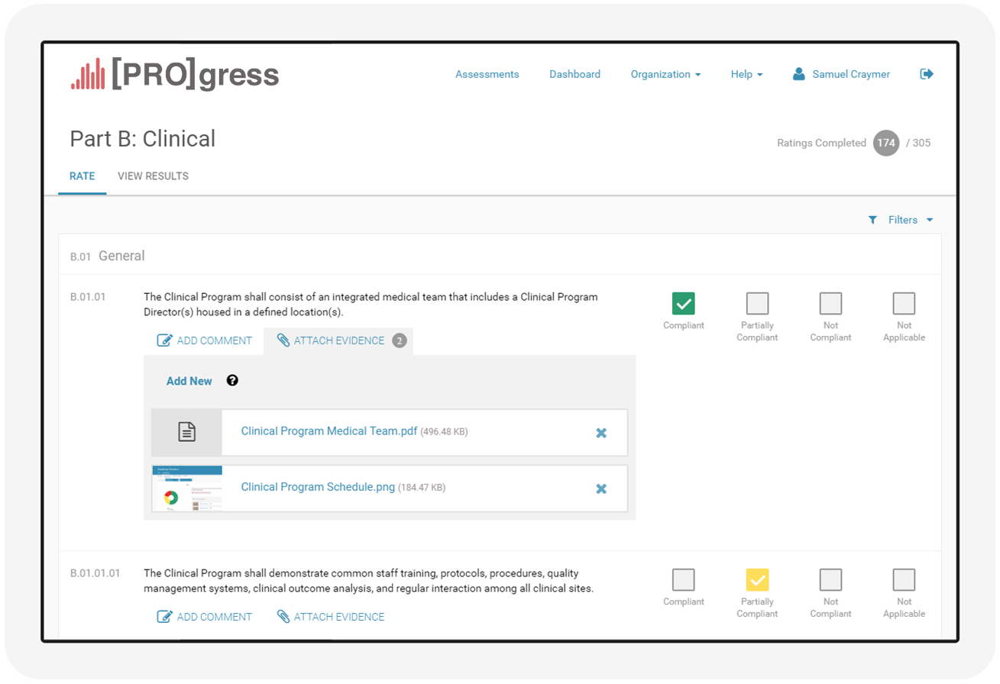 [PRO]gress
Assessments Dashboard Organization Help Samuel Craymer
Part B: Clinical
Ratings Completed 174 / 305
RATE VIEW RESULTS
Filters
B.01 General
B.01.01
The Clinical Program shall consist of an integrated medical team that includes a Clinical Program
Director(s) housed in a defined location(s).
Compliant
Partially
Compliant
Not
Compliant
Not
Applicable
ADD COMMENT ATTACH EVIDENCE 2
Add New ?
Clinical Program Medical Team.pdf (496.48 KB)
Clinical Program Schedule.png (184.47 KB)
B.01.01.01
The Clinical Program shall demonstrate common staff training, protocols, procedures, quality
management systems, clinical outcome analysis, and regular interaction among all clinical sites.
Compliant
Partially
Compliant
Not
Compliant
Not
Applicable
ADD COMMENT ATTACH EVIDENCE